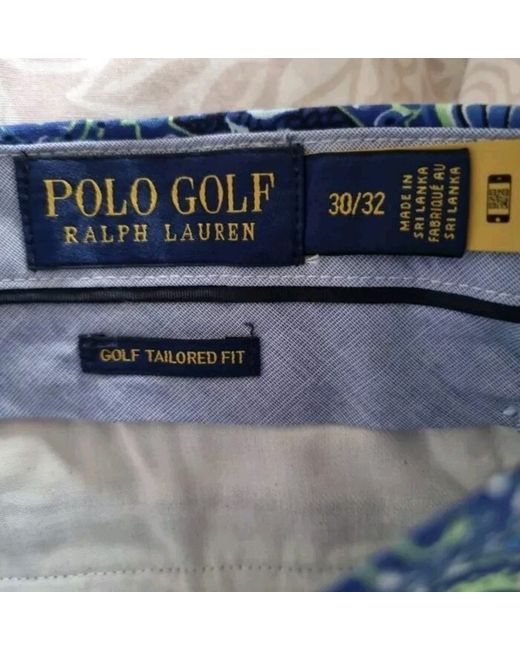 POLO GOLF
RALPH LAUREN
30/32
MADE IN
SRI LANKA
FABRIQUÉ AU
SRI LANKA
GOLF TAILORED FIT